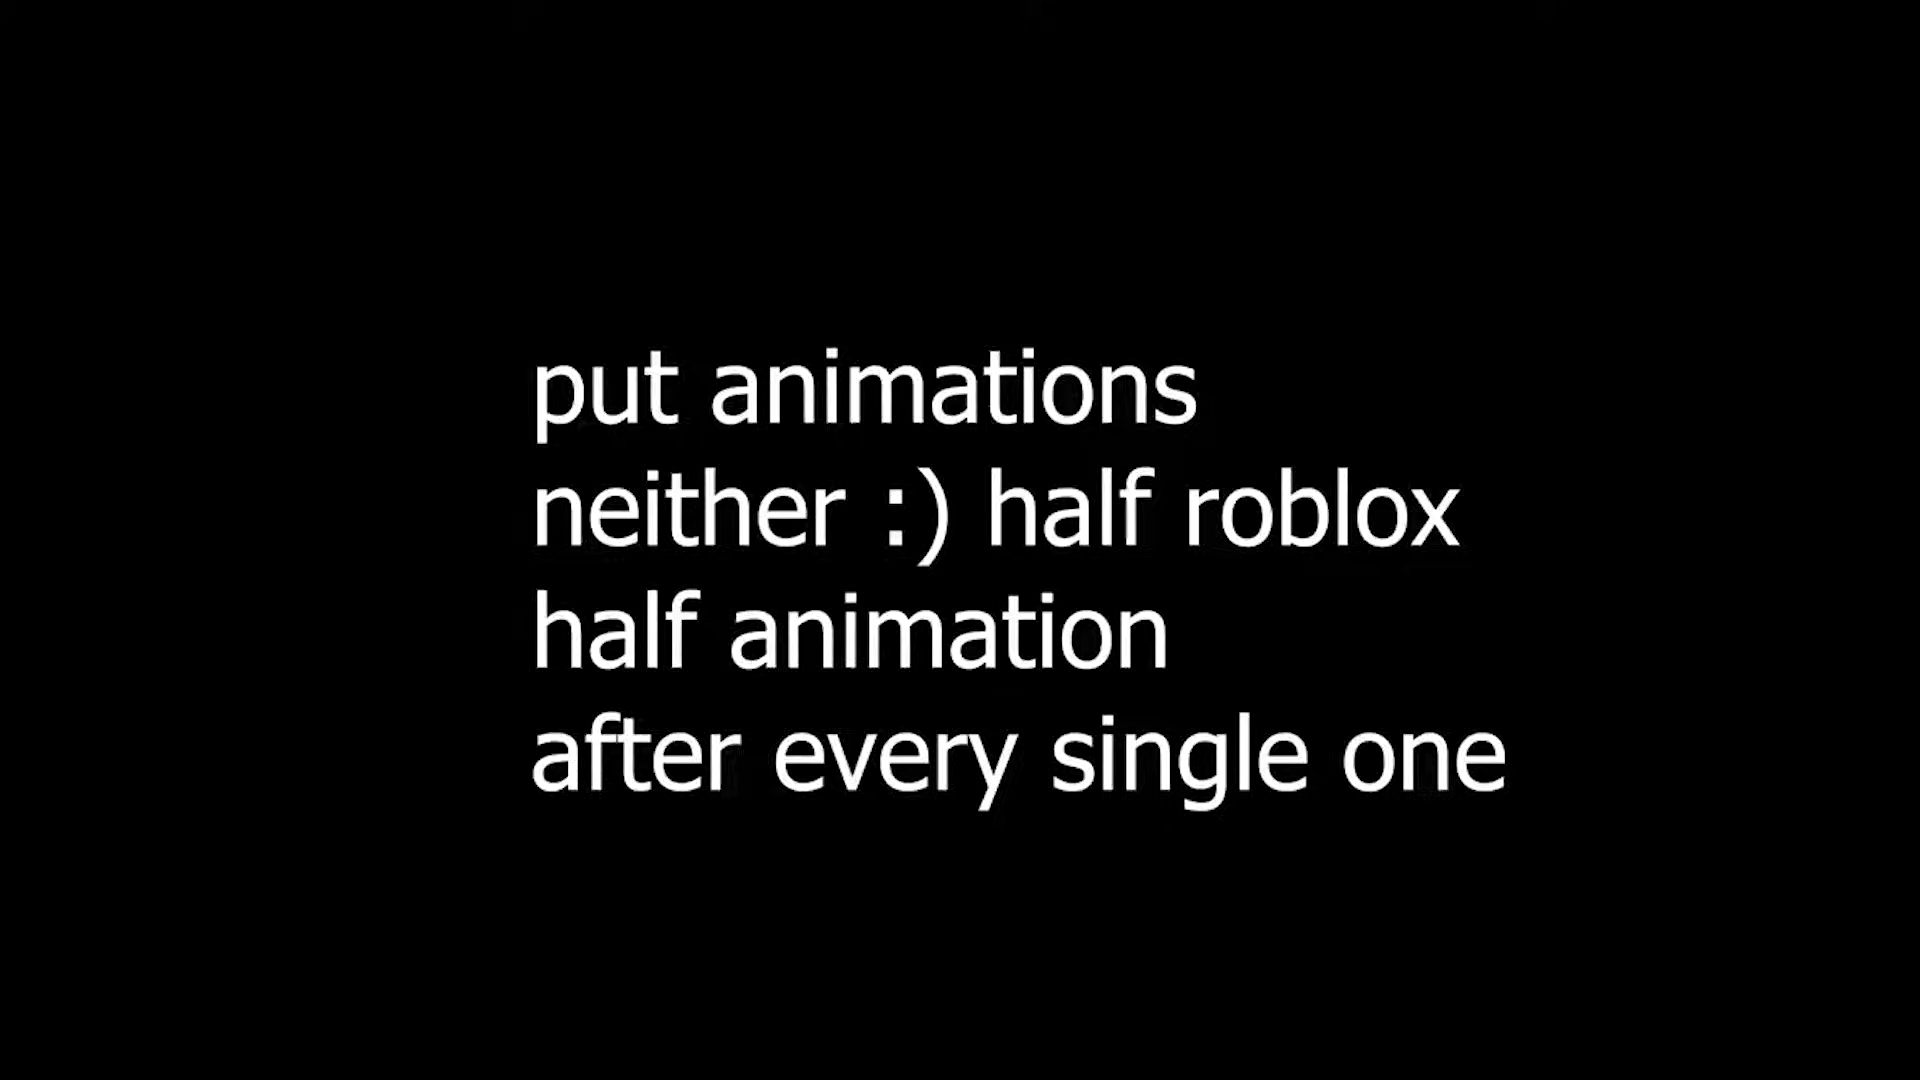 put animations
neither :) half roblox
half animation
after every single one